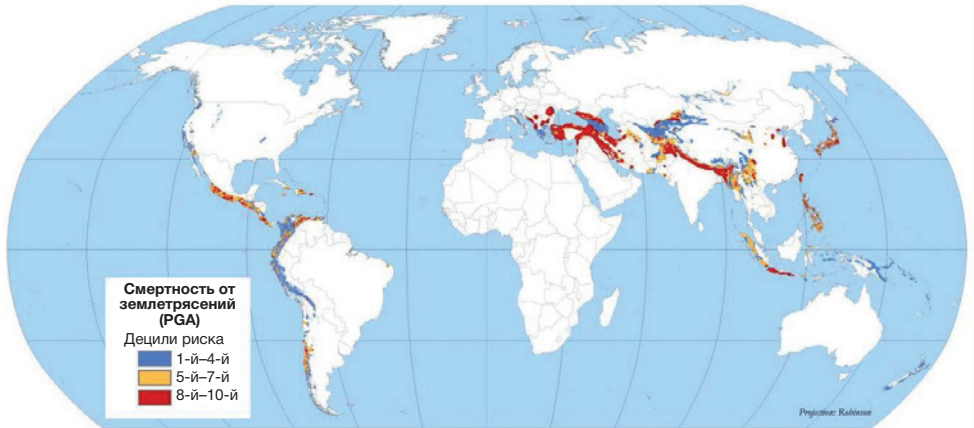 Смертность от
землетрясений
(PGA)
Децили риска
1-й–4-й
5-й–7-й
8-й–10-й
Projection: Robinson